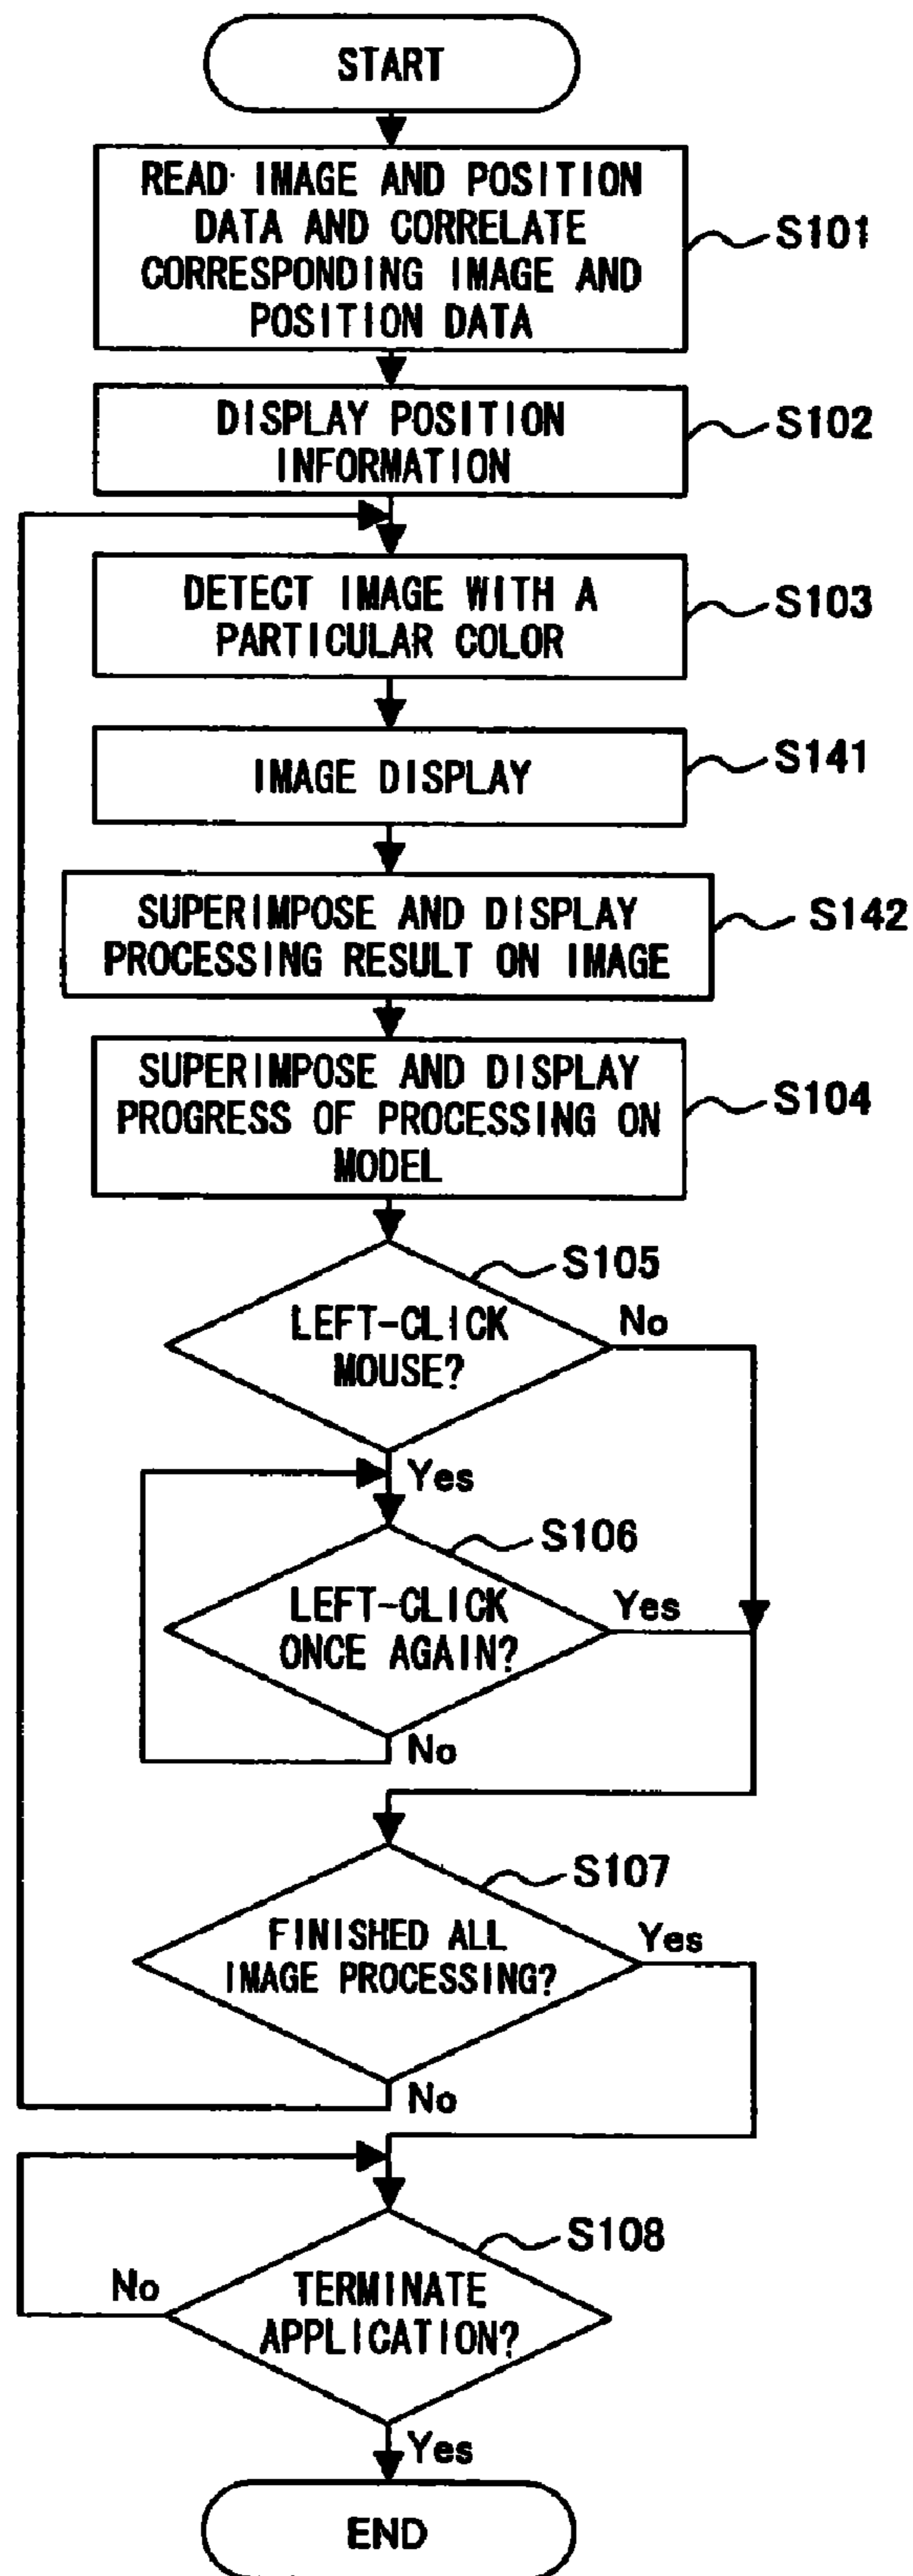 START
READ IMAGE AND POSITION
DATA AND CORRELATE
CORRESPONDING IMAGE AND
POSITION DATA
S101
DISPLAY POSITION
INFORMATION
S102
DETECT IMAGE WITH A
PARTICULAR COLOR
S103
IMAGE DISPLAY
S141
SUPERIMPOSE AND DISPLAY
PROCESSING RESULT ON IMAGE
S142
SUPERIMPOSE AND DISPLAY
PROGRESS OF PROCESSING ON
MODEL
S104
S105
LEFT-CLICK
MOUSE?
No
Yes
S106
LEFT-CLICK
ONCE AGAIN?
Yes
No
S107
FINISHED ALL
IMAGE PROCESSING?
Yes
No
S108
TERMINATE
APPLICATION?
No
Yes
END